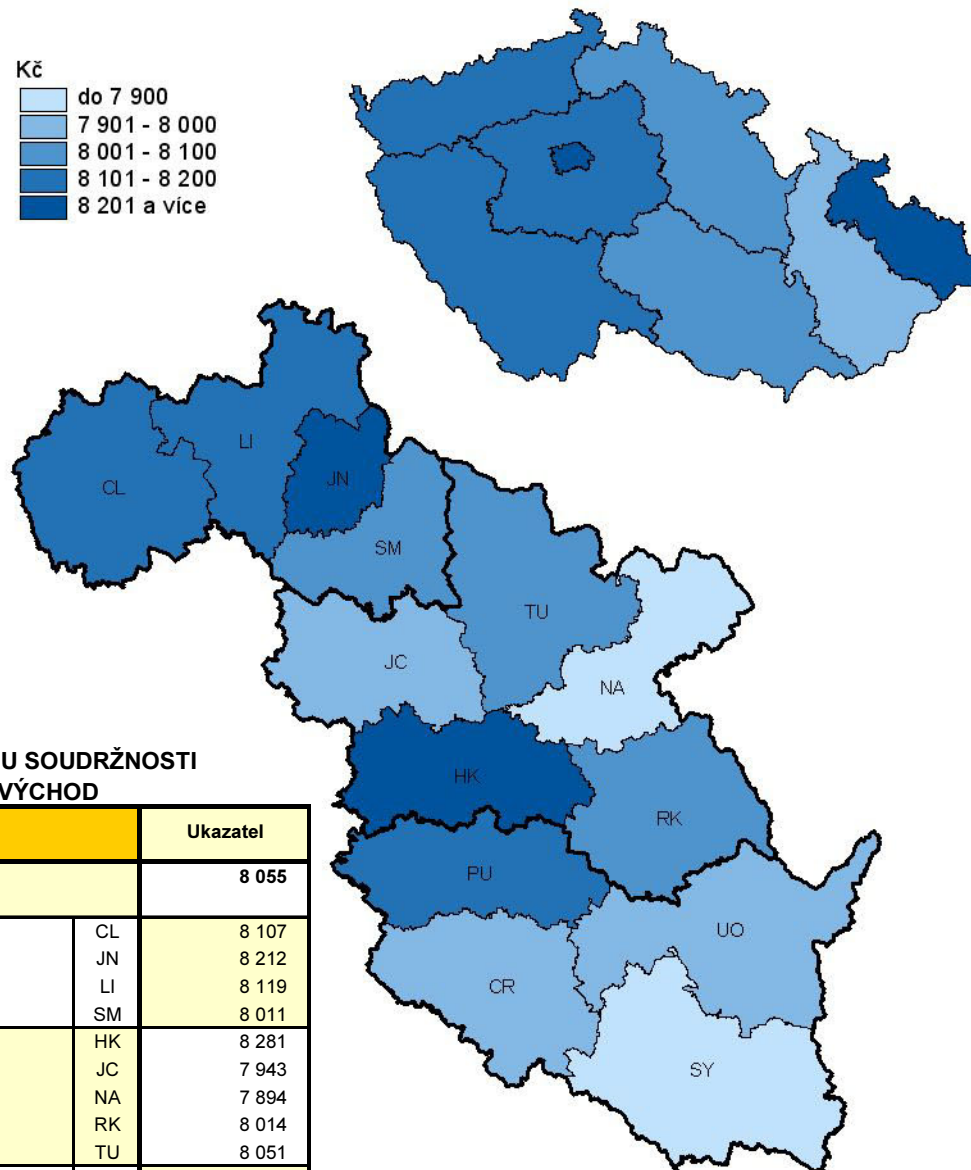 Kč
do 7 900
7 901 - 8 000
8 001 - 8 100
8 101 - 8 200
8 201 a více
CL
LI
JN
SM
TU
JC
NA
HK
RK
PU
UO
CR
SY
U SOUDRŽNOSTI
VÝCHOD
Ukazatel
8 055
CL 8 107
JN 8 212
LI 8 119
SM 8 011
HK 8 281
JC 7 943
NA 7 894
RK 8 014
TU 8 051